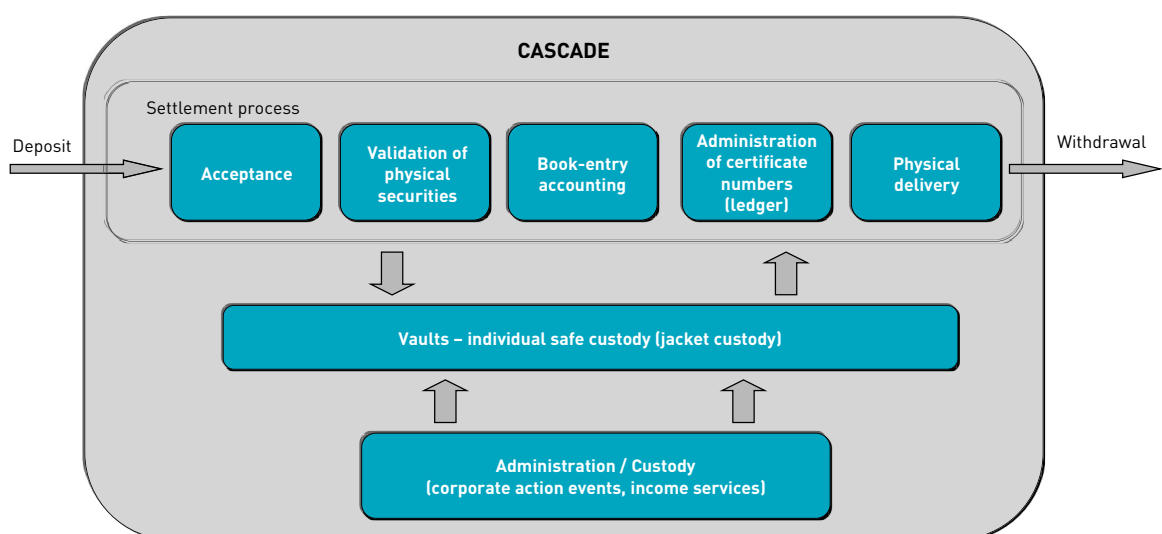 CASCADE
Settlement process
Deposit
Acceptance
Validation of
physical
securities
Book-entry
accounting
Administration
of certificate
numbers
(ledger)
Physical
delivery
Withdrawal
Vaults – individual safe custody (jacket custody)
Administration / Custody
(corporate action events, income services)